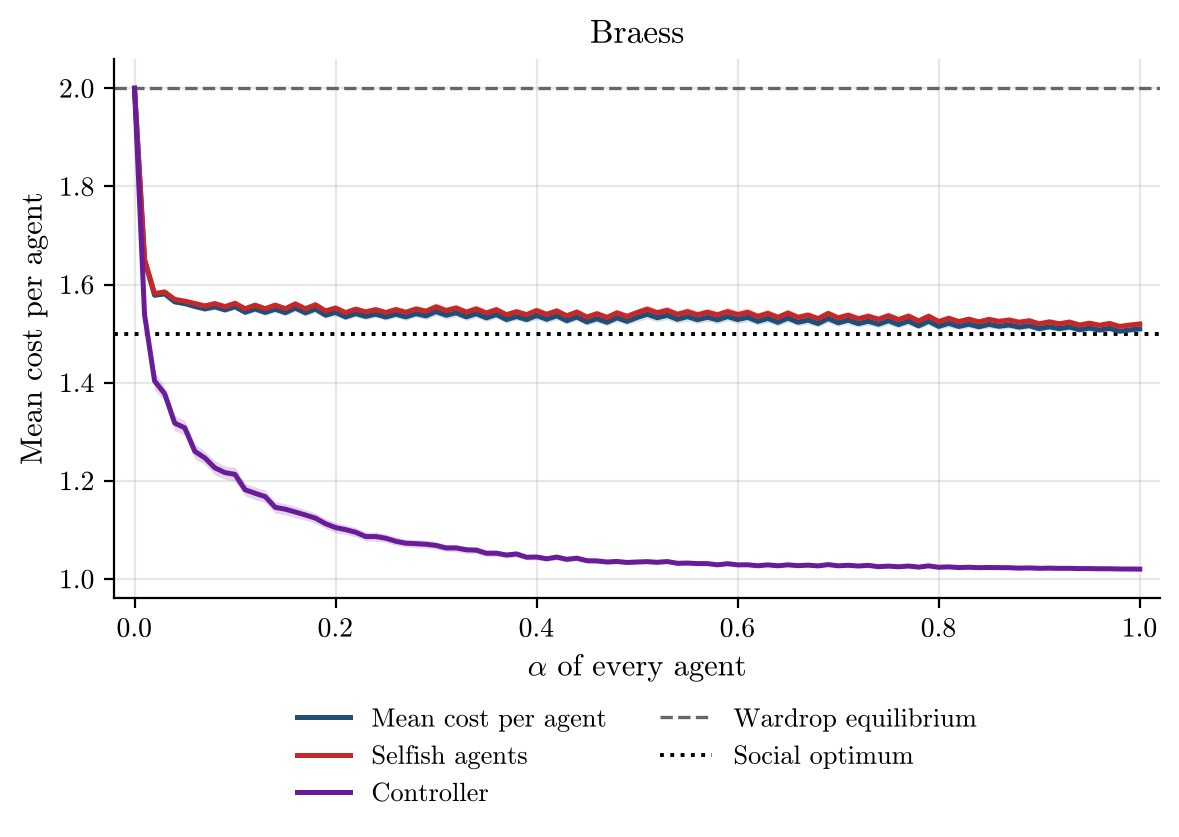 Braess
Mean cost per agent
2.0
1.8
1.6
1.4
1.2
1.0
0.0 0.2 0.4 0.6 0.8 1.0
α of every agent
Mean cost per agent
Selfish agents
Controller
Wardrop equilibrium
Social optimum